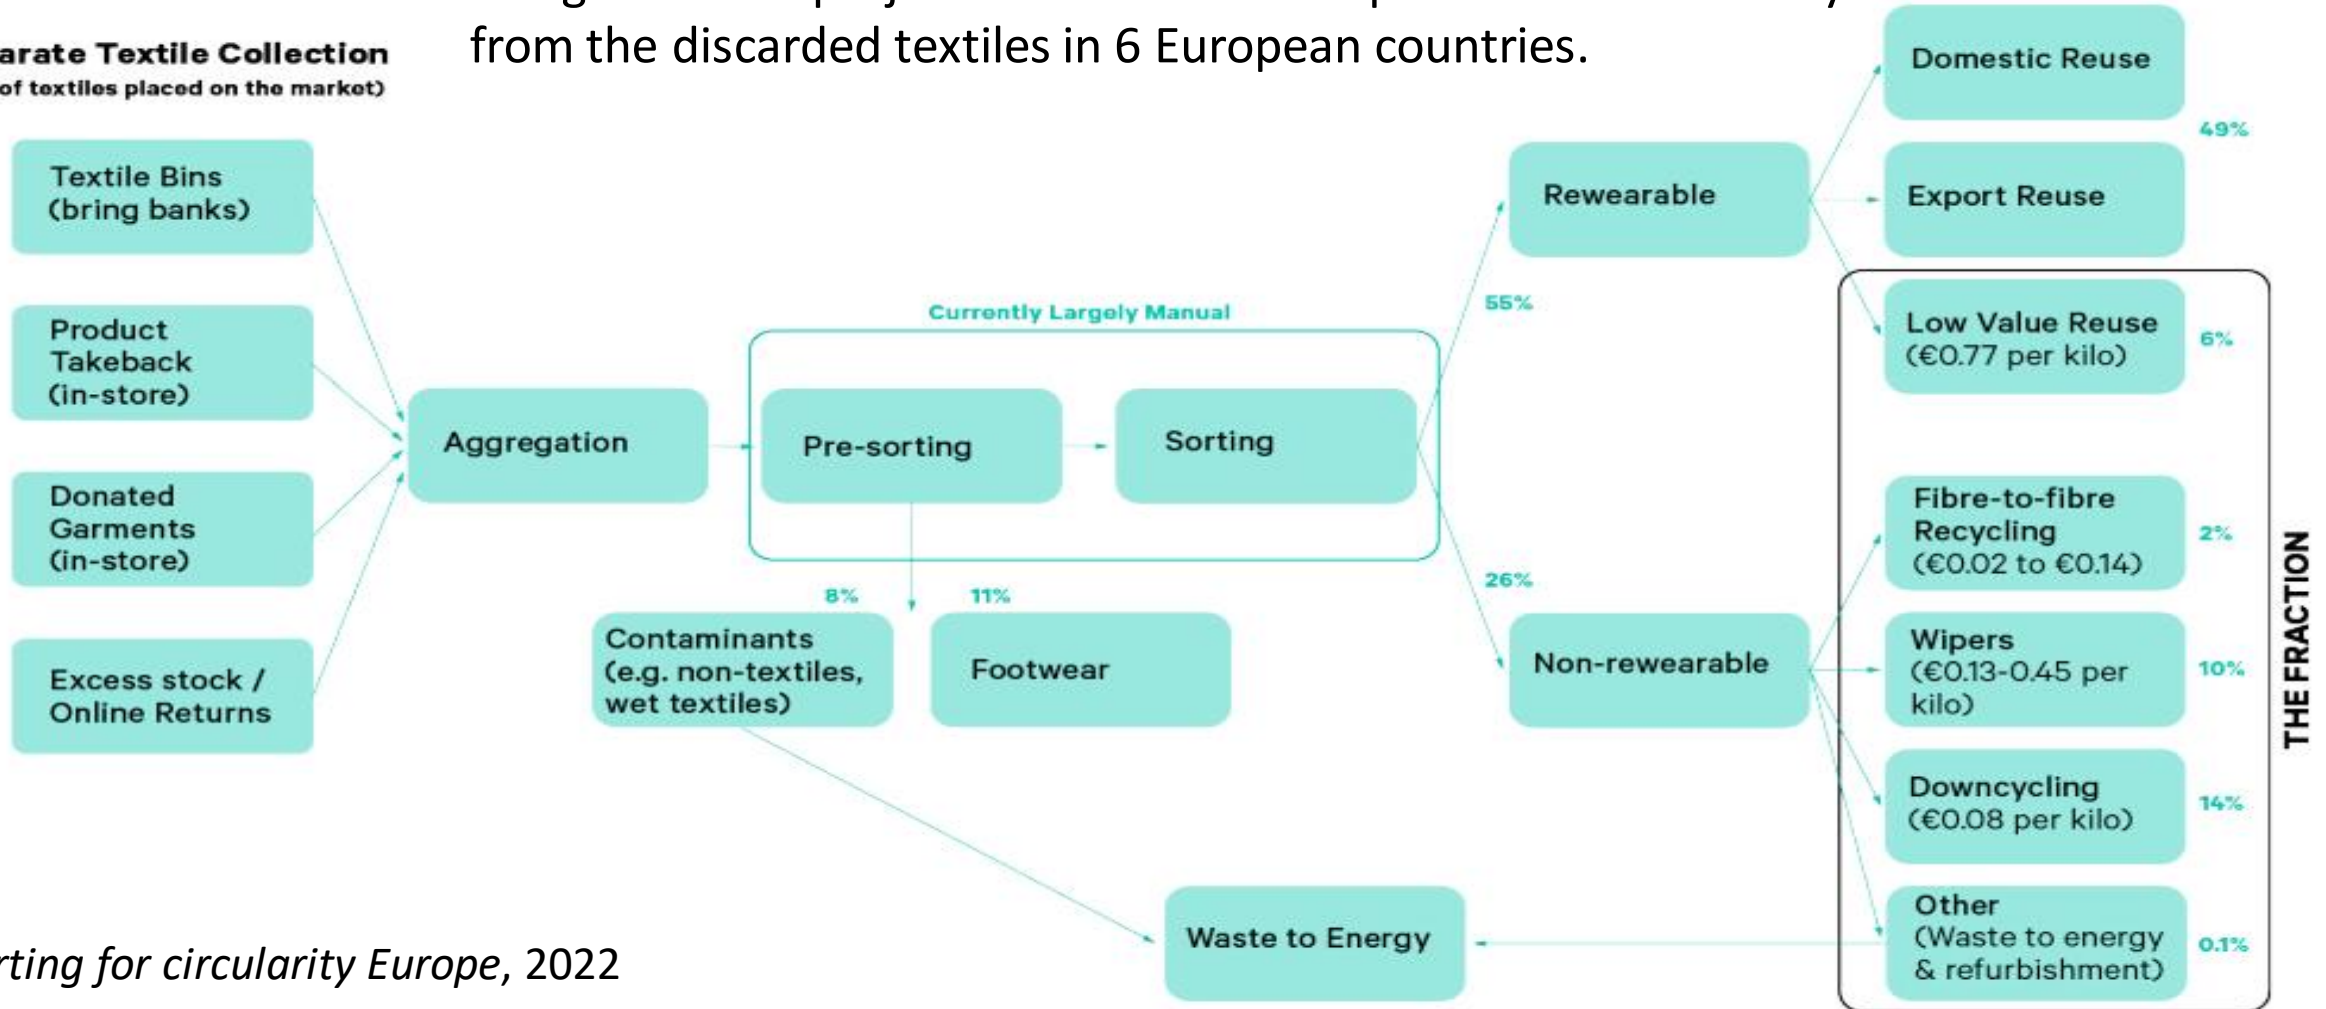 from the discarded textiles in 6 European countries.
arate Textile Collection
of textiles placed on the market)
Textile Bins
(bring banks)
Product
Takeback
(in-store)
Donated
Garments
(in-store)
Excess stock /
Online Returns
Aggregation
Currently Largely Manual
Pre-sorting
Sorting
8%
11%
Contaminants
(e.g. non-textiles,
wet textiles)
Footwear
55%
26%
Rewearable
Non-rewearable
Waste to Energy
Domestic Reuse
49%
Export Reuse
Low Value Reuse
(€0.77 per kilo)
6%
Fibre-to-fibre
Recycling
(€0.02 to €0.14)
2%
Wipers
(€0.13-0.45 per
kilo)
10%
Downcycling
(€0.08 per kilo)
14%
Other
(Waste to energy
& refurbishment)
0.1%
THE FRACTION
rting for circularity Europe, 2022